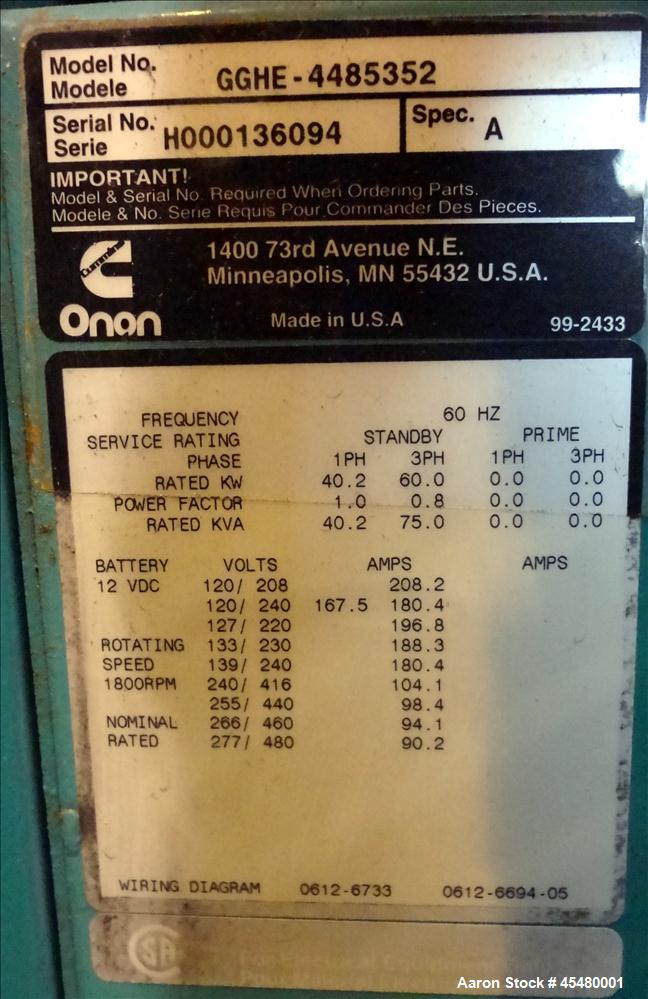 Model No. GGHE-4485352
Modele
Serial No. H000136094 Spec. A
Serie
IMPORTANT!
Model & Serial No. Required When Ordering Parts.
Modele & No. Serie Requis Pour Commander Des Pieces.
Cummins
Onan
1400 73rd Avenue N.E.
Minneapolis, MN 55432 U.S.A.
Made in U.S.A 99-2433
FREQUENCY 60 HZ
SERVICE RATING STANDBY PRIME
PHASE 1PH 3PH 1PH 3PH
RATED KW 40.2 60.0 0.0 0.0
POWER FACTOR 1.0 0.8 0.0 0.0
RATED KVA 40.2 75.0 0.0 0.0
BATTERY VOLTS AMPS AMPS
12 VDC 120/ 208 208.2
120/ 240 167.5 180.4
127/ 220 196.8
ROTATING 133/ 230 188.3
SPEED 139/ 240 180.4
1800RPM 240/ 416 104.1
255/ 440 98.4
NOMINAL 266/ 460 94.1
RATED 277/ 480 90.2
WIRING DIAGRAM 0612-6733 0612-6694-05
SA
For Electrical
Aaron Stock # 45480001